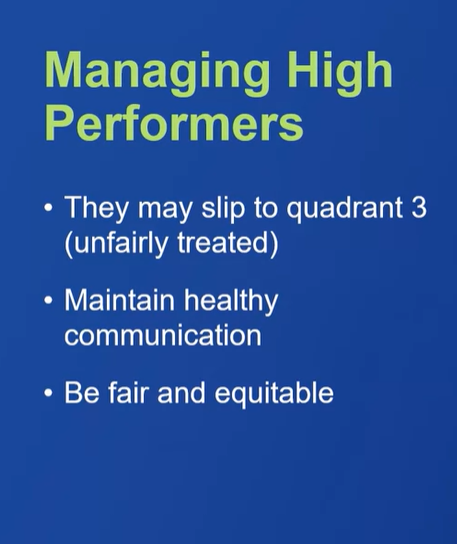 Managing High
Performers
• They may slip to quadrant 3
(unfairly treated)
• Maintain healthy
communication
• Be fair and equitable